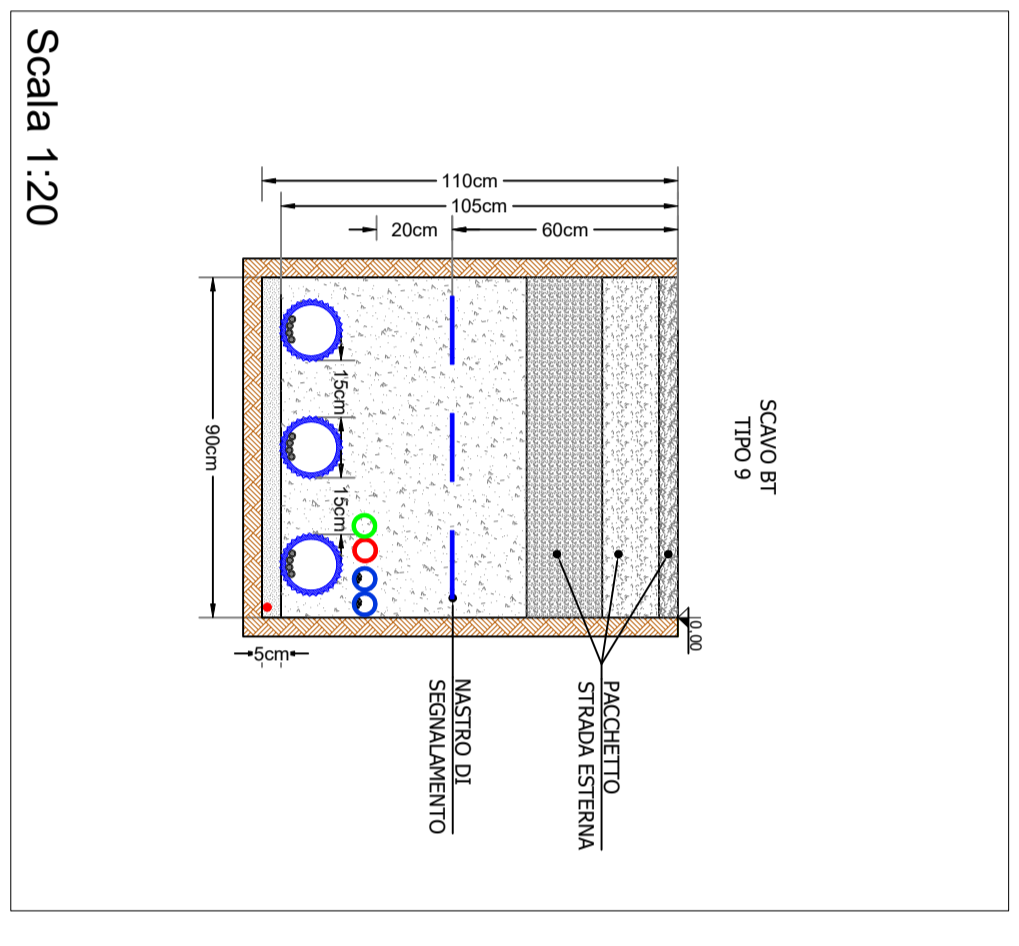 Scala 1:20
110cm
105cm
20cm
60cm
15cm
15cm
90cm
5cm
0.00
SCAVO BT
TIPO 9
NASTRO DI
SEGNALAMENTO
PACCHETTO
STRADA ESTERNA